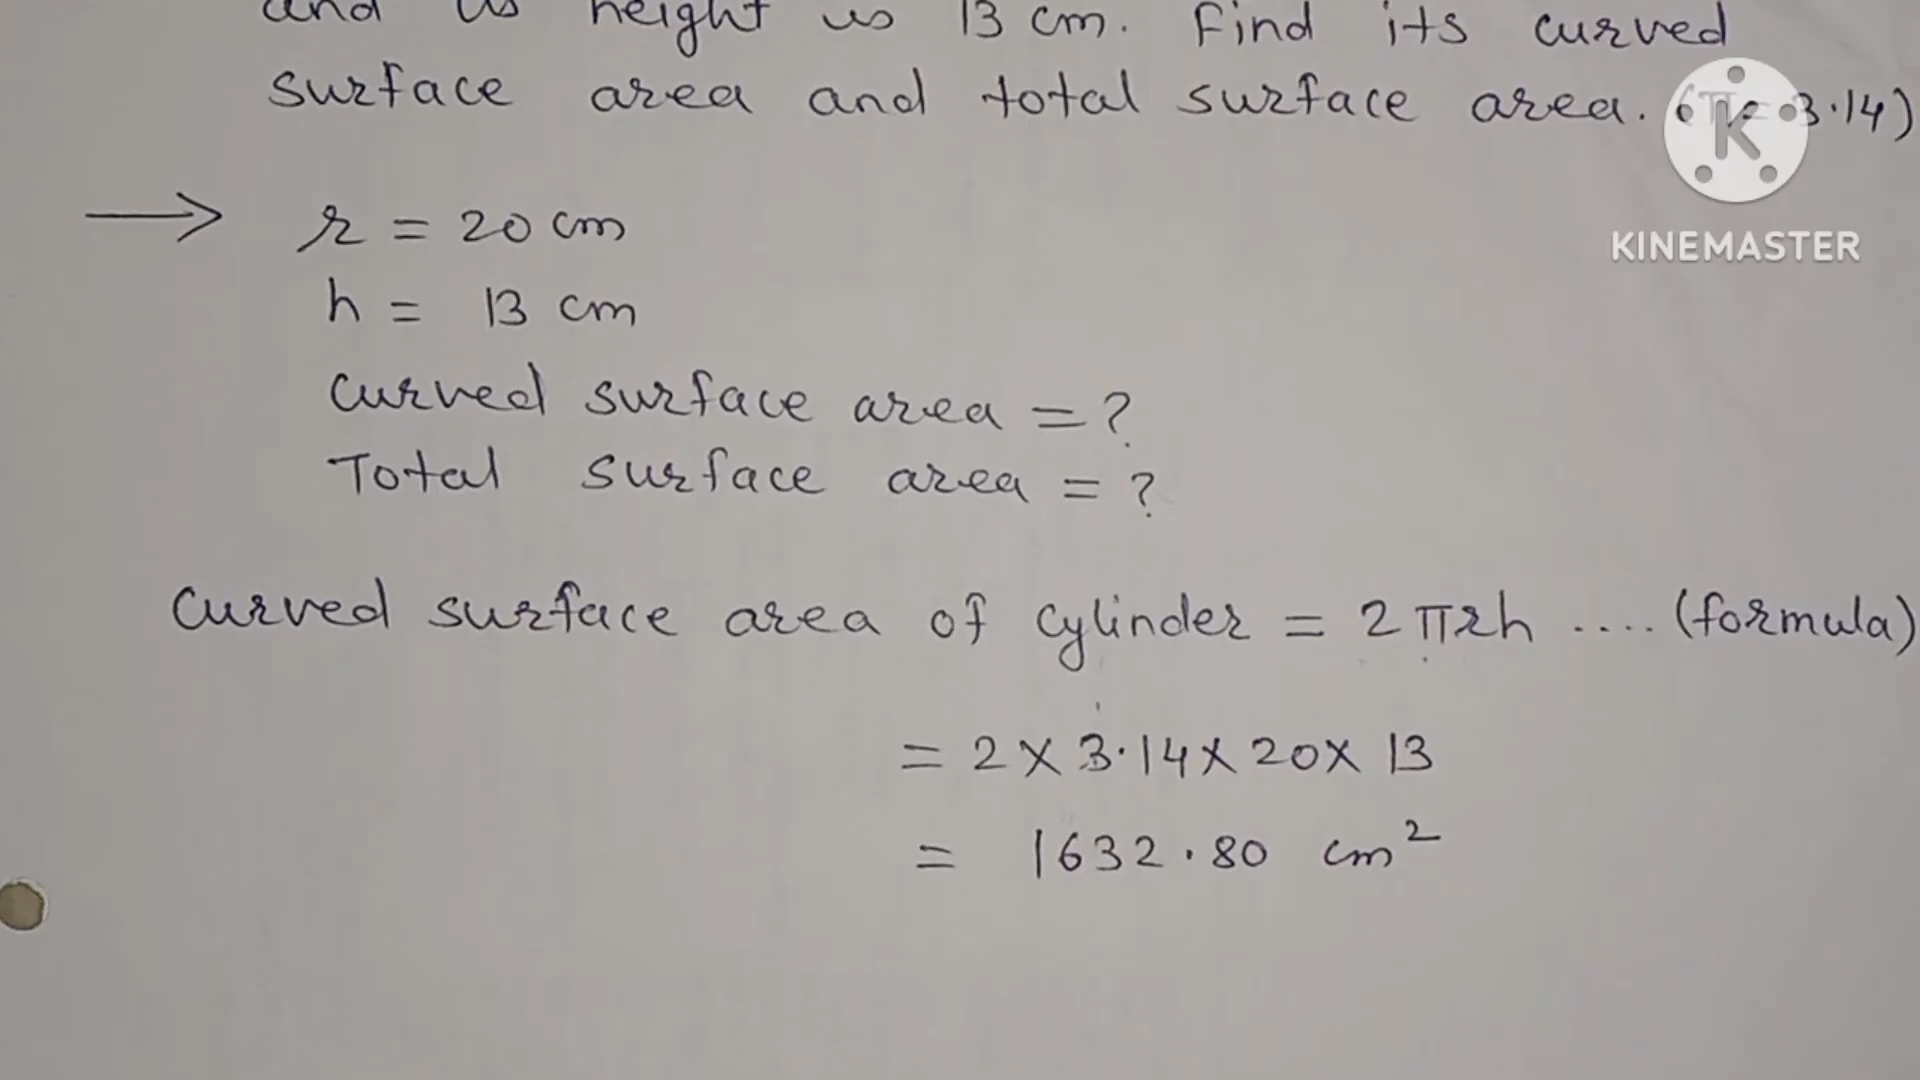 and its height is 13 cm. Find its curved
surface area and total surface area. (π = 3.14)
KINEMASTER
→ r = 20 cm
h = 13 cm
Curved surface area = ?
Total surface area = ?
Curved surface area of cylinder = 2πrh .... (formula)
= 2 × 3.14 × 20 × 13
= 1632.80 cm²